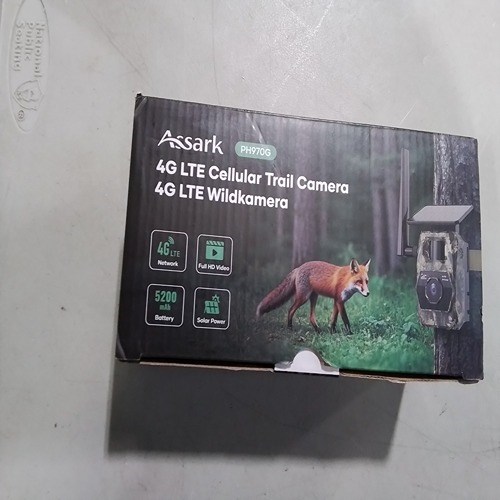 Assark PH970G
4G LTE Cellular Trail Camera
4G LTE Wildkamera
4G LTE
Network
Full HD Video
5200
mAh
Battery
Solar Power